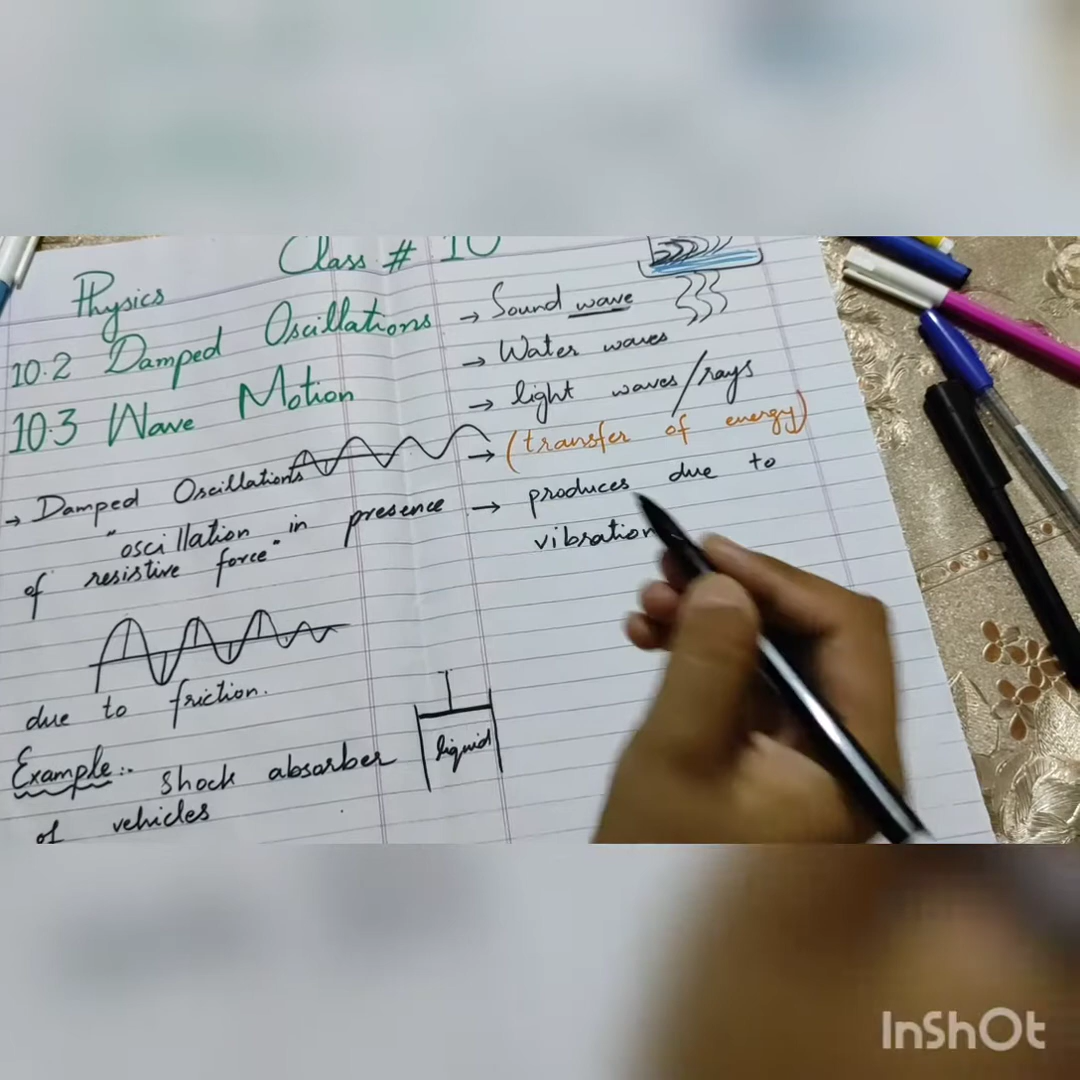 Class # 10
Physics
10.2 Damped Oscillations
10.3 Wave Motion
→ Damped Oscillations
"oscillation in presence
of resistive force"
due to friction.
Example:- Shock absorber
of vehicles
liquid
→ Sound wave
→ Water waves
→ light waves/rays
→ (transfer of energy)
→ produces due to
vibration
InShOt